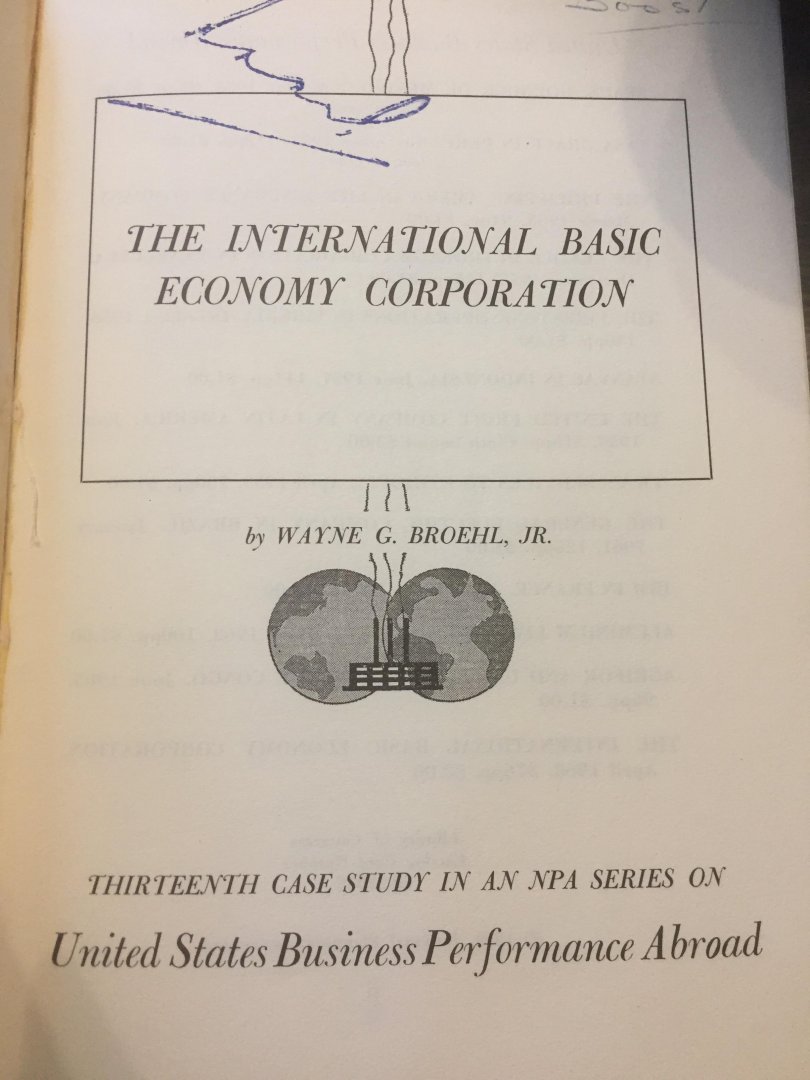 THE INTERNATIONAL BASIC
ECONOMY CORPORATION
by WAYNE G. BROEHL, JR.
THIRTEENTH CASE STUDY IN AN NPA SERIES ON
United States Business Performance Abroad